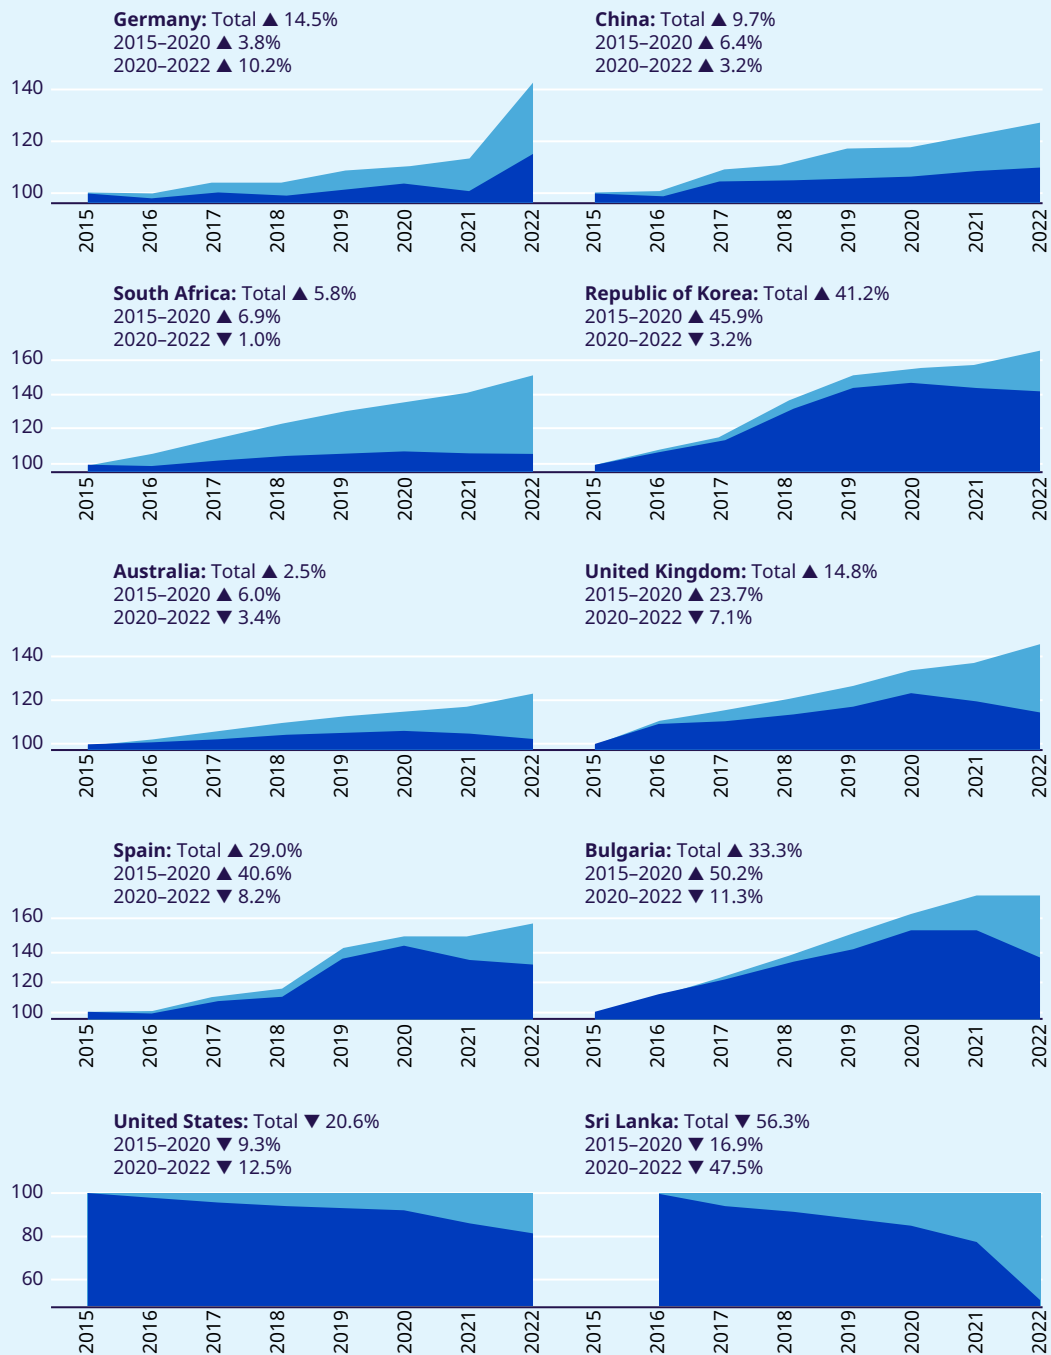 Germany: Total ▲ 14.5%
2015–2020 ▲ 3.8%
2020–2022 ▲ 10.2%
140
120
100
2015 2016 2017 2018 2019 2020 2021 2022
China: Total ▲ 9.7%
2015–2020 ▲ 6.4%
2020–2022 ▲ 3.2%
2015 2016 2017 2018 2019 2020 2021 2022
South Africa: Total ▲ 5.8%
2015–2020 ▲ 6.9%
2020–2022 ▼ 1.0%
160
140
120
100
2015 2016 2017 2018 2019 2020 2021 2022
Republic of Korea: Total ▲ 41.2%
2015–2020 ▲ 45.9%
2020–2022 ▼ 3.2%
2015 2016 2017 2018 2019 2020 2021 2022
Australia: Total ▲ 2.5%
2015–2020 ▲ 6.0%
2020–2022 ▼ 3.4%
140
120
100
2015 2016 2017 2018 2019 2020 2021 2022
United Kingdom: Total ▲ 14.8%
2015–2020 ▲ 23.7%
2020–2022 ▼ 7.1%
2015 2016 2017 2018 2019 2020 2021 2022
Spain: Total ▲ 29.0%
2015–2020 ▲ 40.6%
2020–2022 ▼ 8.2%
160
140
120
100
2015 2016 2017 2018 2019 2020 2021 2022
Bulgaria: Total ▲ 33.3%
2015–2020 ▲ 50.2%
2020–2022 ▼ 11.3%
2015 2016 2017 2018 2019 2020 2021 2022
United States: Total ▼ 20.6%
2015–2020 ▼ 9.3%
2020–2022 ▼ 12.5%
100
80
60
2015 2016 2017 2018 2019 2020 2021 2022
Sri Lanka: Total ▼ 56.3%
2015–2020 ▼ 16.9%
2020–2022 ▼ 47.5%
2015 2016 2017 2018 2019 2020 2021 2022